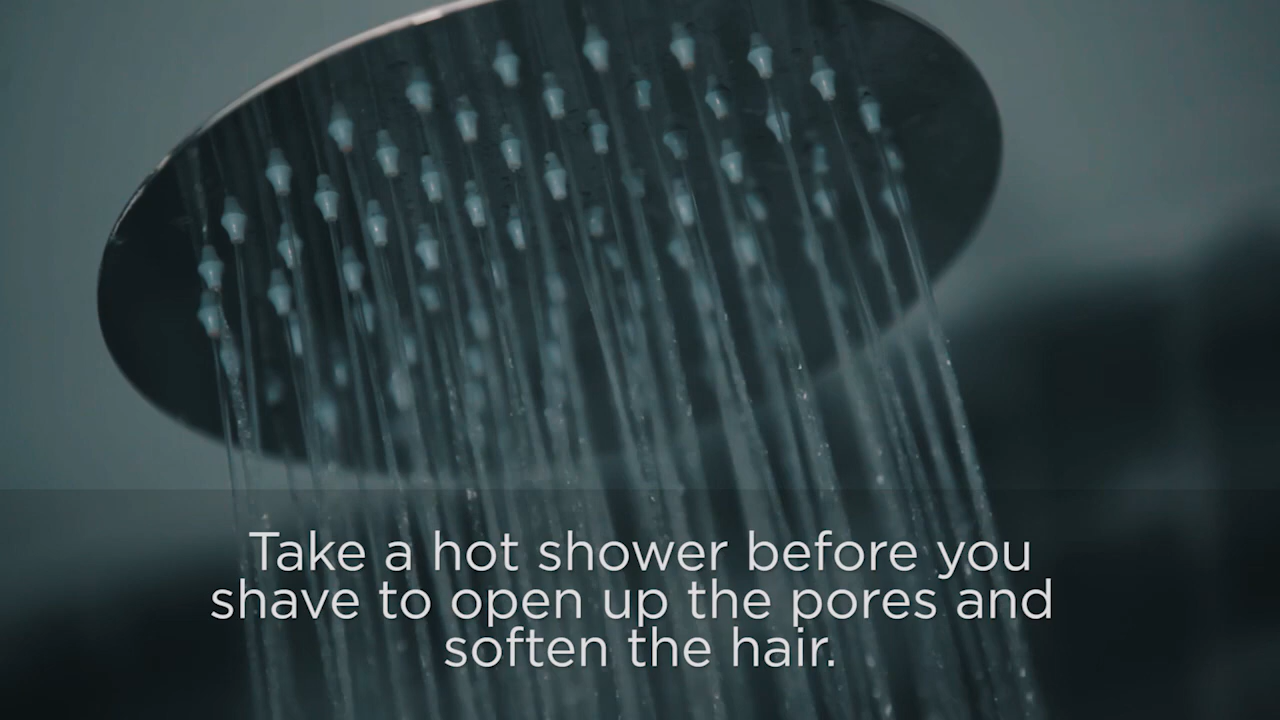 Take a hot shower before you
shave to open up the pores and
soften the hair.